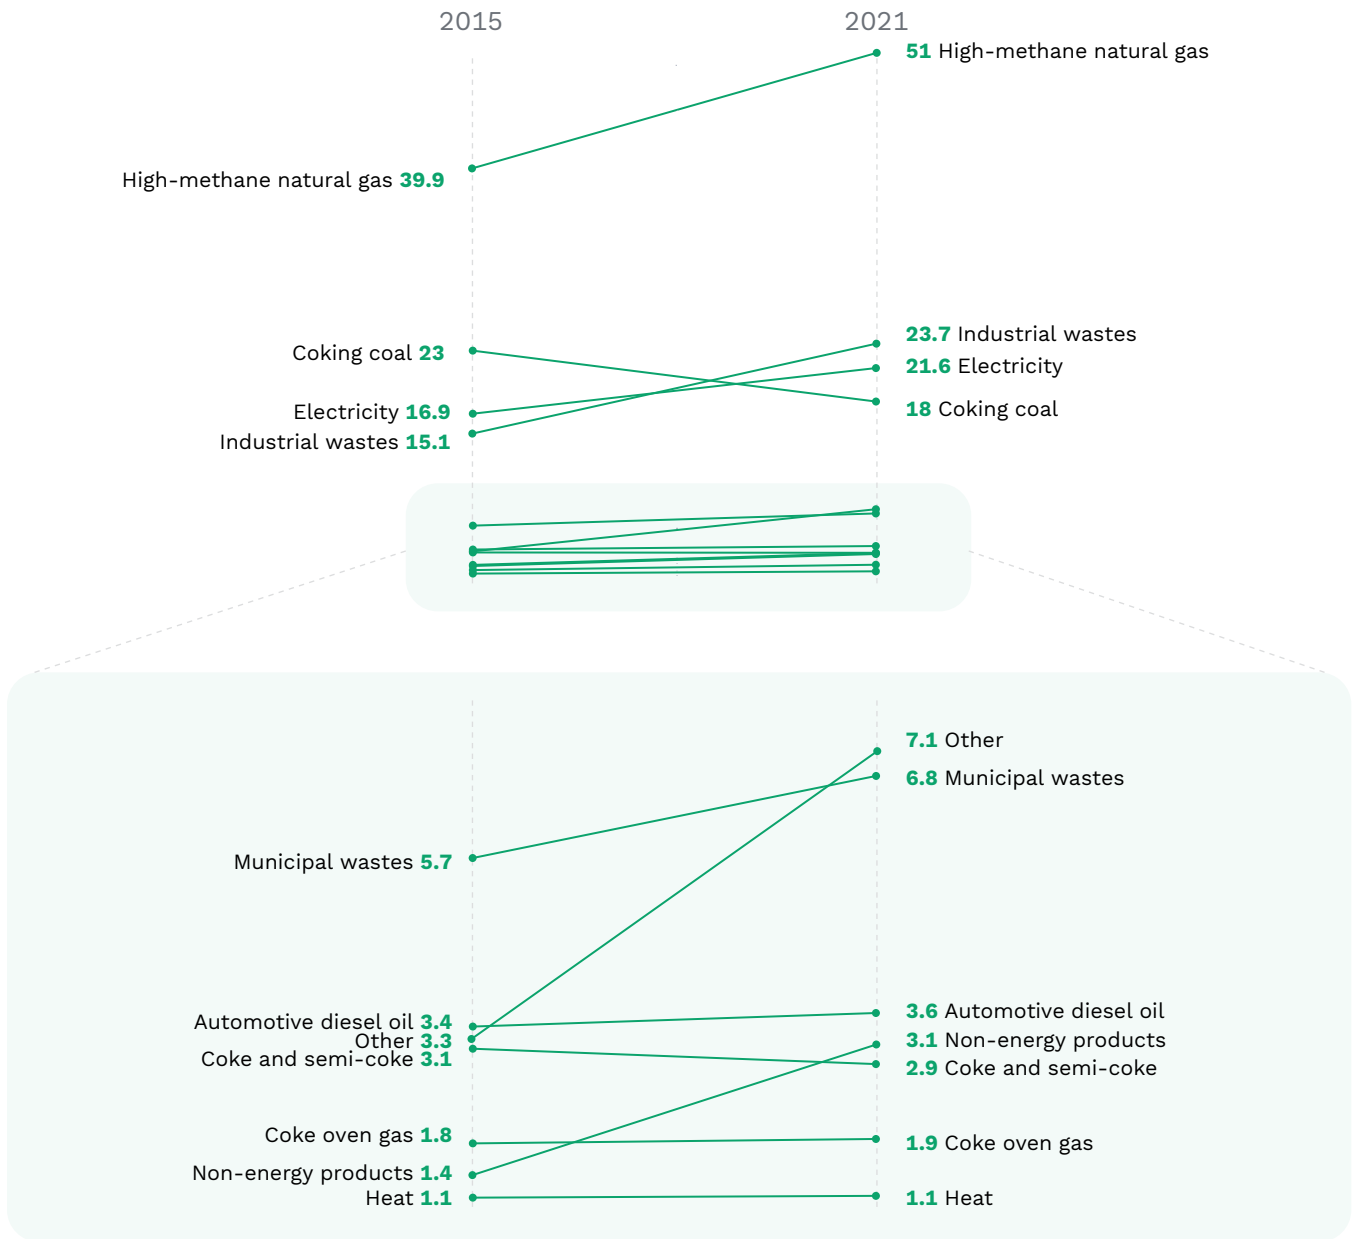 2015 2021
51 High-methane natural gas
High-methane natural gas 39.9
23.7 Industrial wastes
Coking coal 23
21.6 Electricity
Electricity 16.9
18 Coking coal
Industrial wastes 15.1
7.1 Other
6.8 Municipal wastes
Municipal wastes 5.7
3.6 Automotive diesel oil
Automotive diesel oil 3.4
Other 3.3
3.1 Non-energy products
Coke and semi-coke 3.1
2.9 Coke and semi-coke
Coke oven gas 1.8
1.9 Coke oven gas
Non-energy products 1.4
Heat 1.1
1.1 Heat